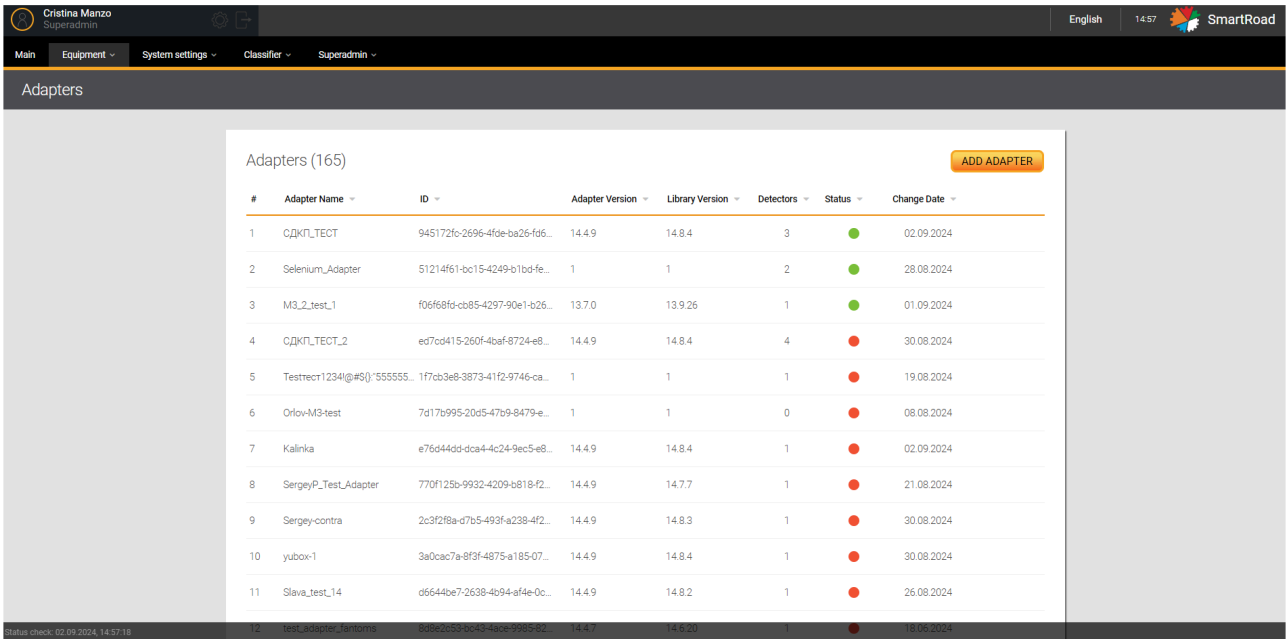 Cristina Manzo
Superadmin
English 14:57 SmartRoad
Main Equipment System settings Classifier Superadmin
Adapters
Adapters (165) ADD ADAPTER
# Adapter Name ID Adapter Version Library Version Detectors Status Change Date
1 СДКП_ТЕСТ 945172fc-2696-4fde-ba26-fd6... 14.4.9 14.8.4 3 02.09.2024
2 Selenium_Adapter 51214f61-bc15-4249-b1bd-fe... 1 1 2 28.08.2024
3 M3_2_test_1 f06f68fd-cb85-4297-90e1-b26... 13.7.0 13.9.26 1 01.09.2024
4 СДКП_ТЕСТ_2 ed7cd415-260f-4baf-8724-e8... 14.4.9 14.8.4 4 30.08.2024
5 Testтест1234!@#${}:"555555... 1f7cb3e8-3873-41f2-9746-ca... 1 1 1 19.08.2024
6 Orlov-M3-test 7d17b995-20d5-47b9-8479-e... 1 1 0 08.08.2024
7 Kalinka e76d44dd-dca4-4c24-9ec5-e8... 14.4.9 14.8.4 1 02.09.2024
8 SergeyP_Test_Adapter 770f125b-9932-4209-b818-f2... 14.4.9 14.7.7 1 21.08.2024
9 Sergey-contra 2c3f2f8a-d7b5-493f-a238-4f2... 14.4.9 14.8.3 1 30.08.2024
10 yubox-1 3a0cac7a-8f3f-4875-a185-07... 14.4.9 14.8.4 1 30.08.2024
11 Slava_test_14 d6644be7-2638-4b94-af4e-0c... 14.4.9 14.8.2 1 26.08.2024
12 test_adapter_fantoms 8d8e2c53-bc43-4ace-9985-82... 14.4.7 14.6.20 1 18.06.2024
Status check: 02.09.2024, 14:57:18